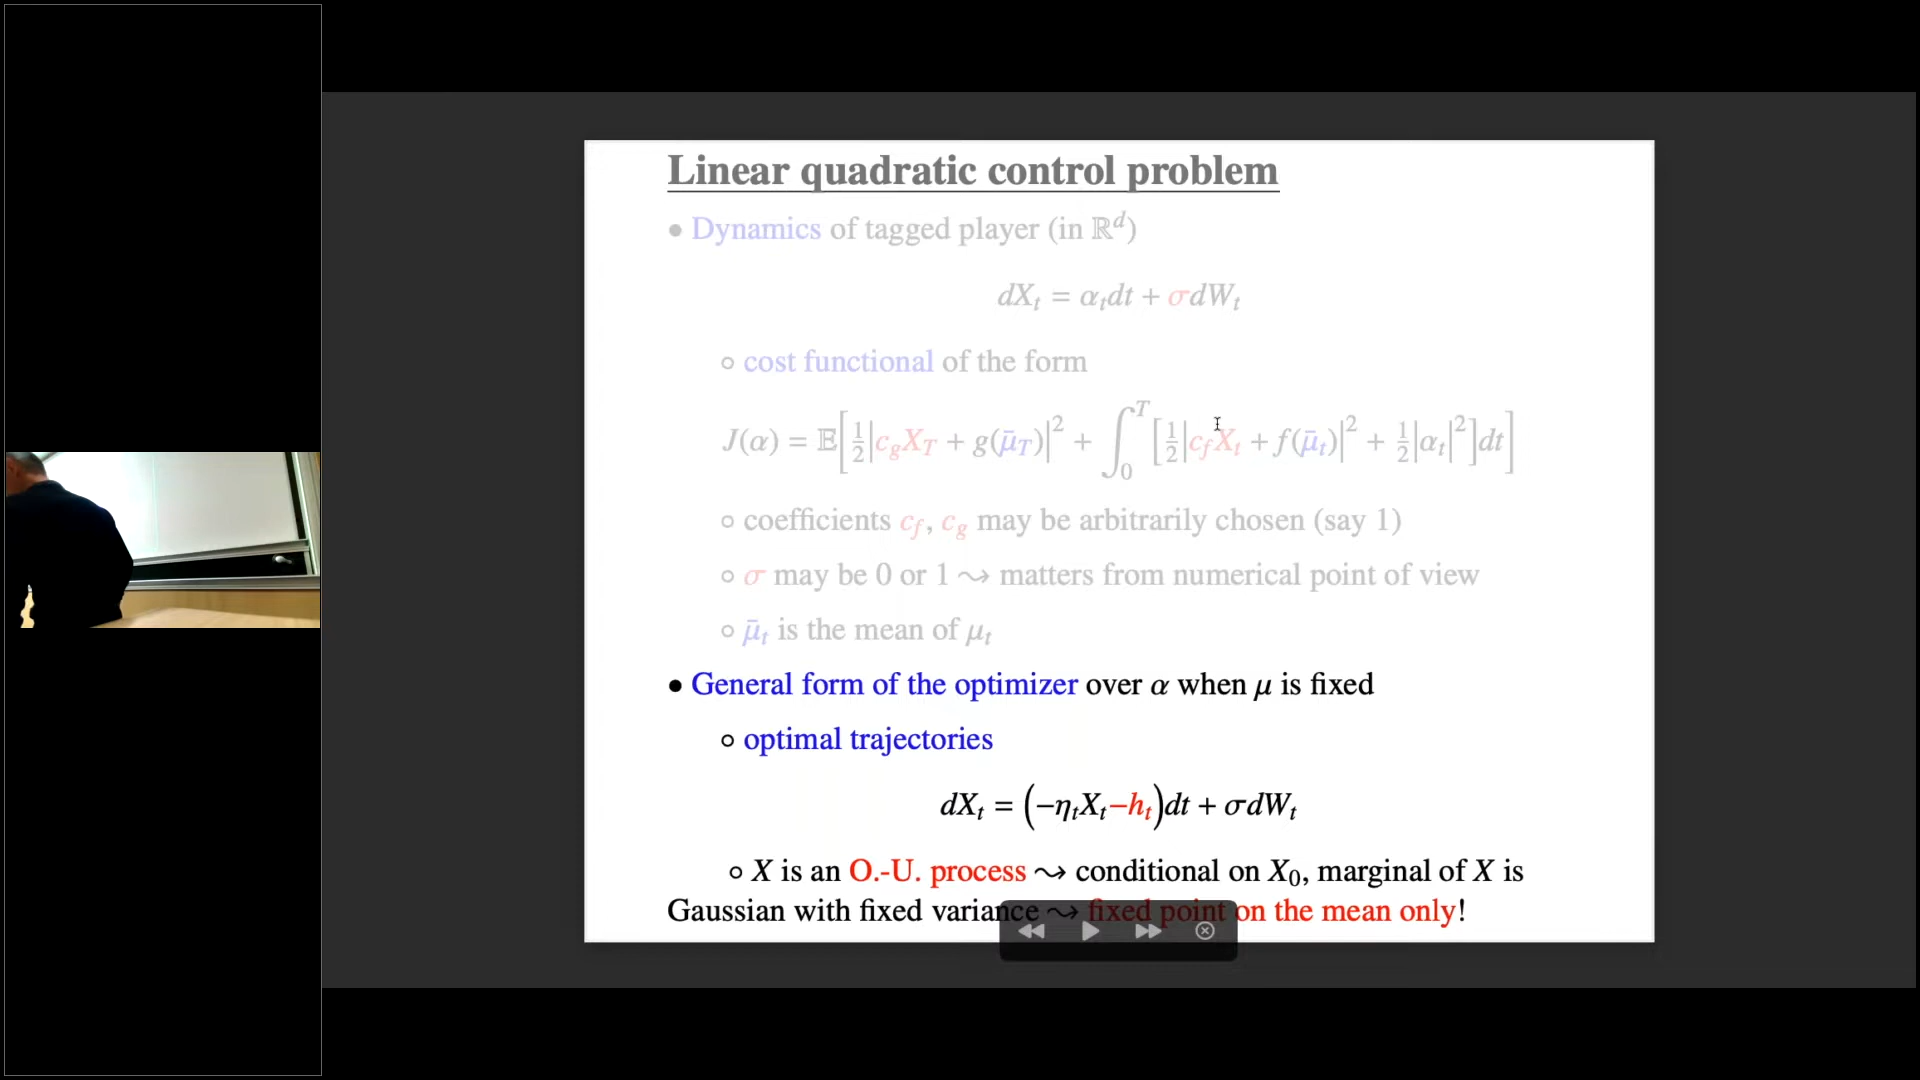 Linear quadratic control problem
• Dynamics of tagged player (in ℝ^d)
dX_t = α_t dt + σdW_t
◦ cost functional of the form
J(α) = 𝔼[½|c_g X_T + g(μ̄_T)|² + ∫_0^T [½|c_f X_t + f(μ̄_t)|² + ½|α_t|²]dt]
◦ coefficients c_f, c_g may be arbitrarily chosen (say 1)
◦ σ may be 0 or 1 ⤳ matters from numerical point of view
◦ μ̄_t is the mean of μ_t
• General form of the optimizer over α when μ is fixed
◦ optimal trajectories
dX_t = (−η_t X_t −h_t)dt + σdW_t
◦ X is an O.-U. process ⤳ conditional on X_0, marginal of X is
Gaussian with fixed variance ⤳ fixed point on the mean only!